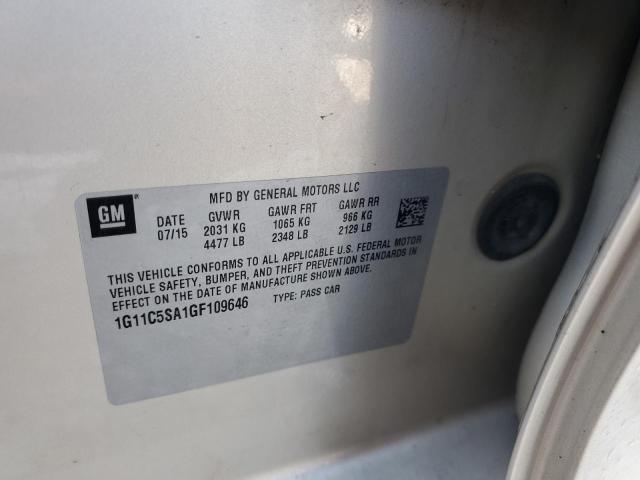 GM
MFD BY GENERAL MOTORS LLC
DATE GVWR GAWR FRT GAWR RR
07/15 2031 KG 1065 KG 966 KG
4477 LB 2348 LB 2129 LB
THIS VEHICLE CONFORMS TO ALL APPLICABLE U.S. FEDERAL MOTOR
VEHICLE SAFETY, BUMPER, AND THEFT PREVENTION STANDARDS IN
EFFECT ON THE DATE OF MANUFACTURE SHOWN ABOVE.
1G11C5SA1GF109646 TYPE: PASS CAR